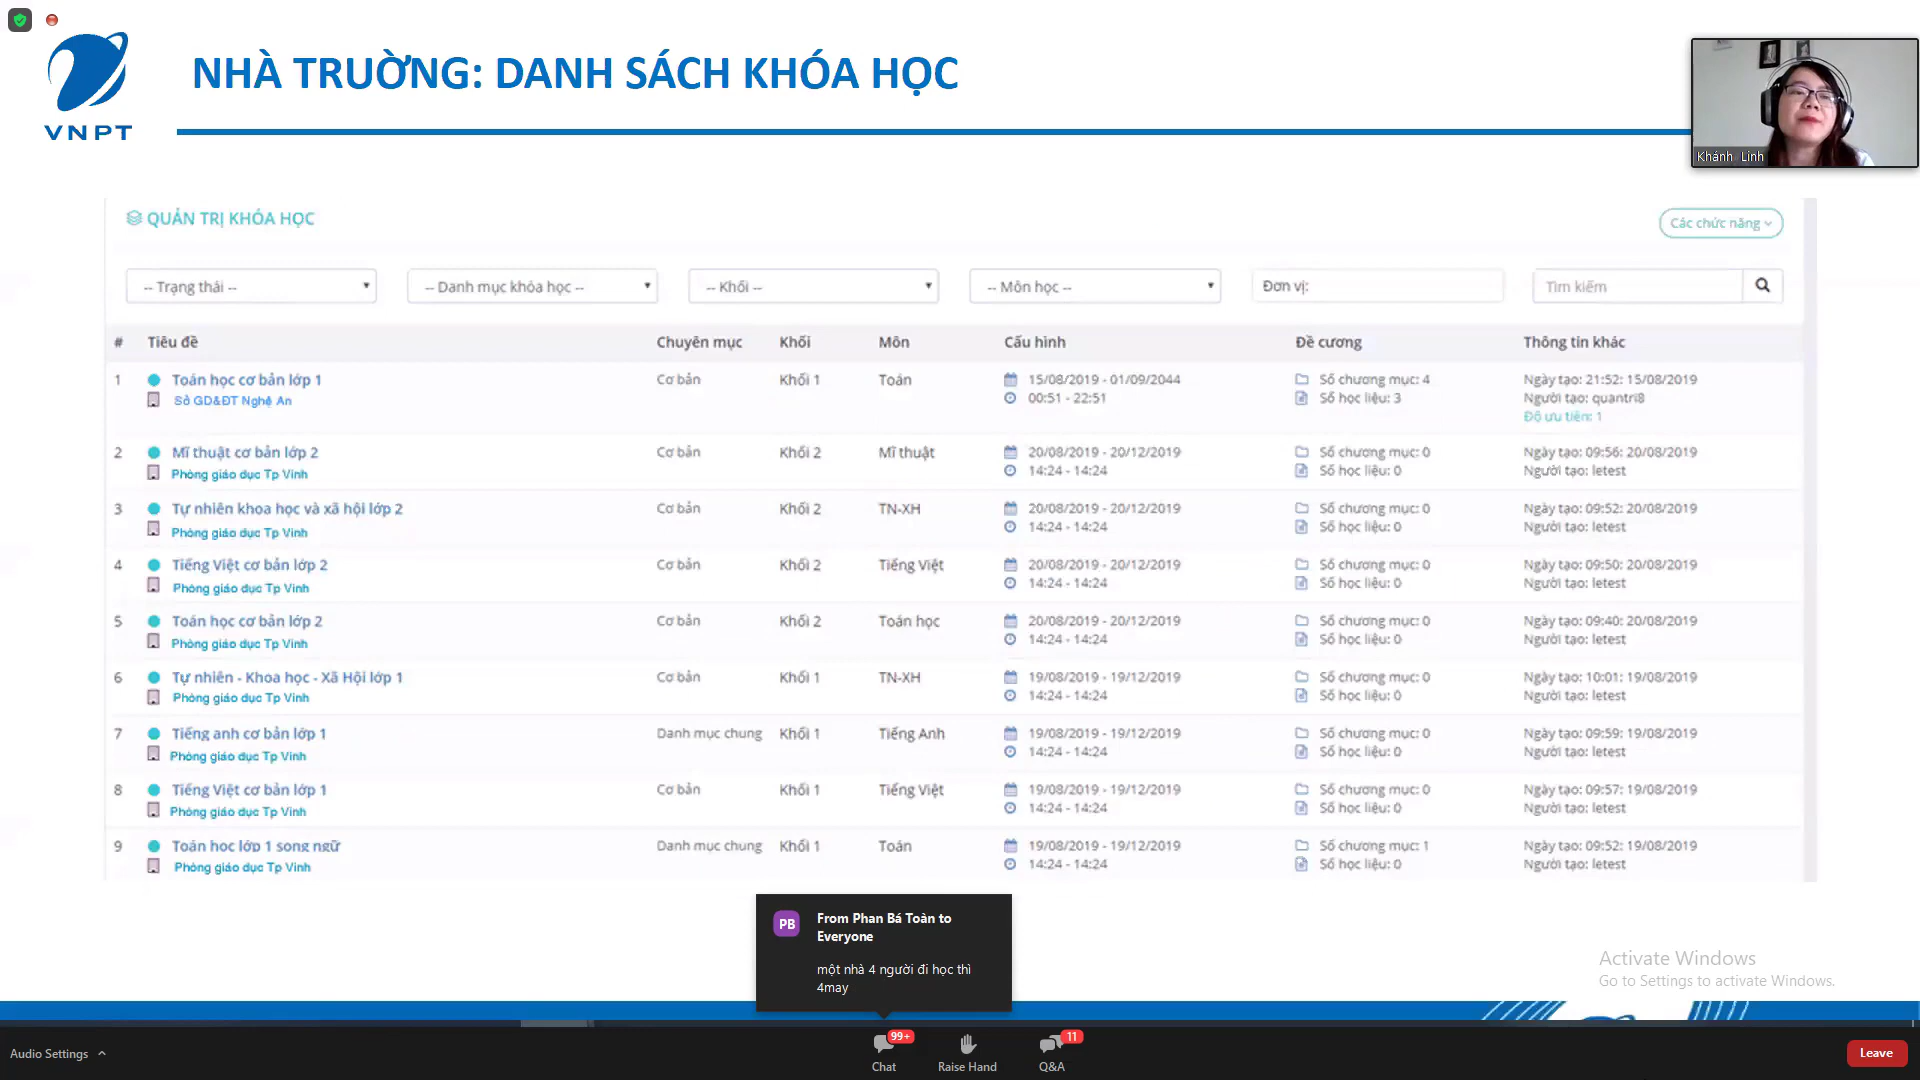 VNPT
NHÀ TRƯỜNG: DANH SÁCH KHÓA HỌC
Khánh Linh
QUẢN TRỊ KHÓA HỌC
Các chức năng
-- Trạng thái --
-- Danh mục khóa học --
-- Khối --
-- Môn học --
Đơn vị:
Tìm kiếm
# Tiêu đề Chuyên mục Khối Môn Cấu hình Đề cương Thông tin khác
1 Toán học cơ bản lớp 1 Cơ bản Khối 1 Toán 15/08/2019 - 01/09/2044 Số chương mục: 4 Ngày tạo: 21:52: 15/08/2019
Sở GD&ĐT Nghệ An 00:51 - 22:51 Số học liệu: 3 Người tạo: quantri8
Độ ưu tiên: 1
2 Mĩ thuật cơ bản lớp 2 Cơ bản Khối 2 Mĩ thuật 20/08/2019 - 20/12/2019 Số chương mục: 0 Ngày tạo: 09:56: 20/08/2019
Phòng giáo dục Tp Vinh 14:24 - 14:24 Số học liệu: 0 Người tạo: letest
3 Tự nhiên khoa học và xã hội lớp 2 Cơ bản Khối 2 TN-XH 20/08/2019 - 20/12/2019 Số chương mục: 0 Ngày tạo: 09:52: 20/08/2019
Phòng giáo dục Tp Vinh 14:24 - 14:24 Số học liệu: 0 Người tạo: letest
4 Tiếng Việt cơ bản lớp 2 Cơ bản Khối 2 Tiếng Việt 20/08/2019 - 20/12/2019 Số chương mục: 0 Ngày tạo: 09:50: 20/08/2019
Phòng giáo dục Tp Vinh 14:24 - 14:24 Số học liệu: 0 Người tạo: letest
5 Toán học cơ bản lớp 2 Cơ bản Khối 2 Toán học 20/08/2019 - 20/12/2019 Số chương mục: 0 Ngày tạo: 09:40: 20/08/2019
Phòng giáo dục Tp Vinh 14:24 - 14:24 Số học liệu: 0 Người tạo: letest
6 Tự nhiên - Khoa học - Xã Hội lớp 1 Cơ bản Khối 1 TN-XH 19/08/2019 - 19/12/2019 Số chương mục: 0 Ngày tạo: 10:01: 19/08/2019
Phòng giáo dục Tp Vinh 14:24 - 14:24 Số học liệu: 0 Người tạo: letest
7 Tiếng anh cơ bản lớp 1 Danh mục chung Khối 1 Tiếng Anh 19/08/2019 - 19/12/2019 Số chương mục: 0 Ngày tạo: 09:59: 19/08/2019
Phòng giáo dục Tp Vinh 14:24 - 14:24 Số học liệu: 0 Người tạo: letest
8 Tiếng Việt cơ bản lớp 1 Cơ bản Khối 1 Tiếng Việt 19/08/2019 - 19/12/2019 Số chương mục: 0 Ngày tạo: 09:57: 19/08/2019
Phòng giáo dục Tp Vinh 14:24 - 14:24 Số học liệu: 0 Người tạo: letest
9 Toán học lớp 1 song ngữ Danh mục chung Khối 1 Toán 19/08/2019 - 19/12/2019 Số chương mục: 1 Ngày tạo: 09:52: 19/08/2019
Phòng giáo dục Tp Vinh 14:24 - 14:24 Số học liệu: 0 Người tạo: letest
PB
From Phan Bá Toàn to
Everyone
một nhà 4 người đi học thì
4may
Activate Windows
Go to Settings to activate Windows.
Audio Settings
99+
Chat
Raise Hand
11
Q&A
Leave